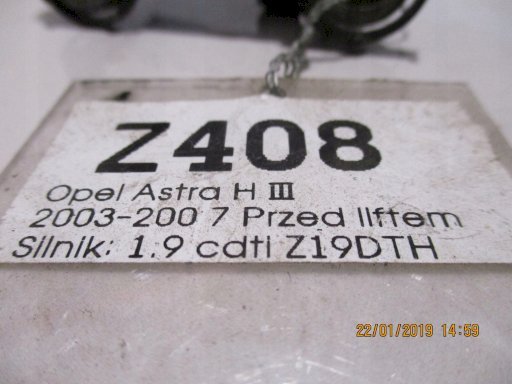 Z408
Opel Astra H III
2003-200 7 Przed liftem
Silnik: 1.9 cdti Z19DTH
22/01/2019 14:59